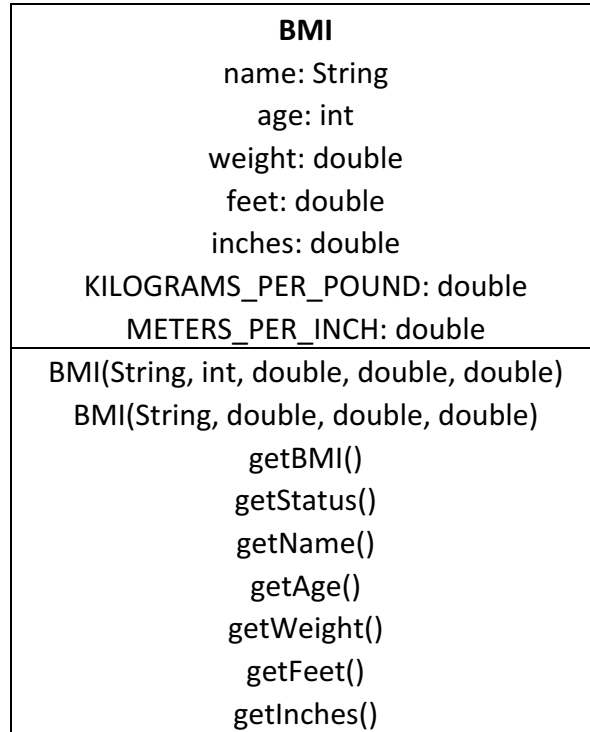 BMI
name: String
age: int
weight: double
feet: double
inches: double
KILOGRAMS_PER_POUND: double
METERS_PER_INCH: double
BMI(String, int, double, double, double)
BMI(String, double, double, double)
getBMI()
getStatus()
getName()
getAge()
getWeight()
getFeet()
getInches()